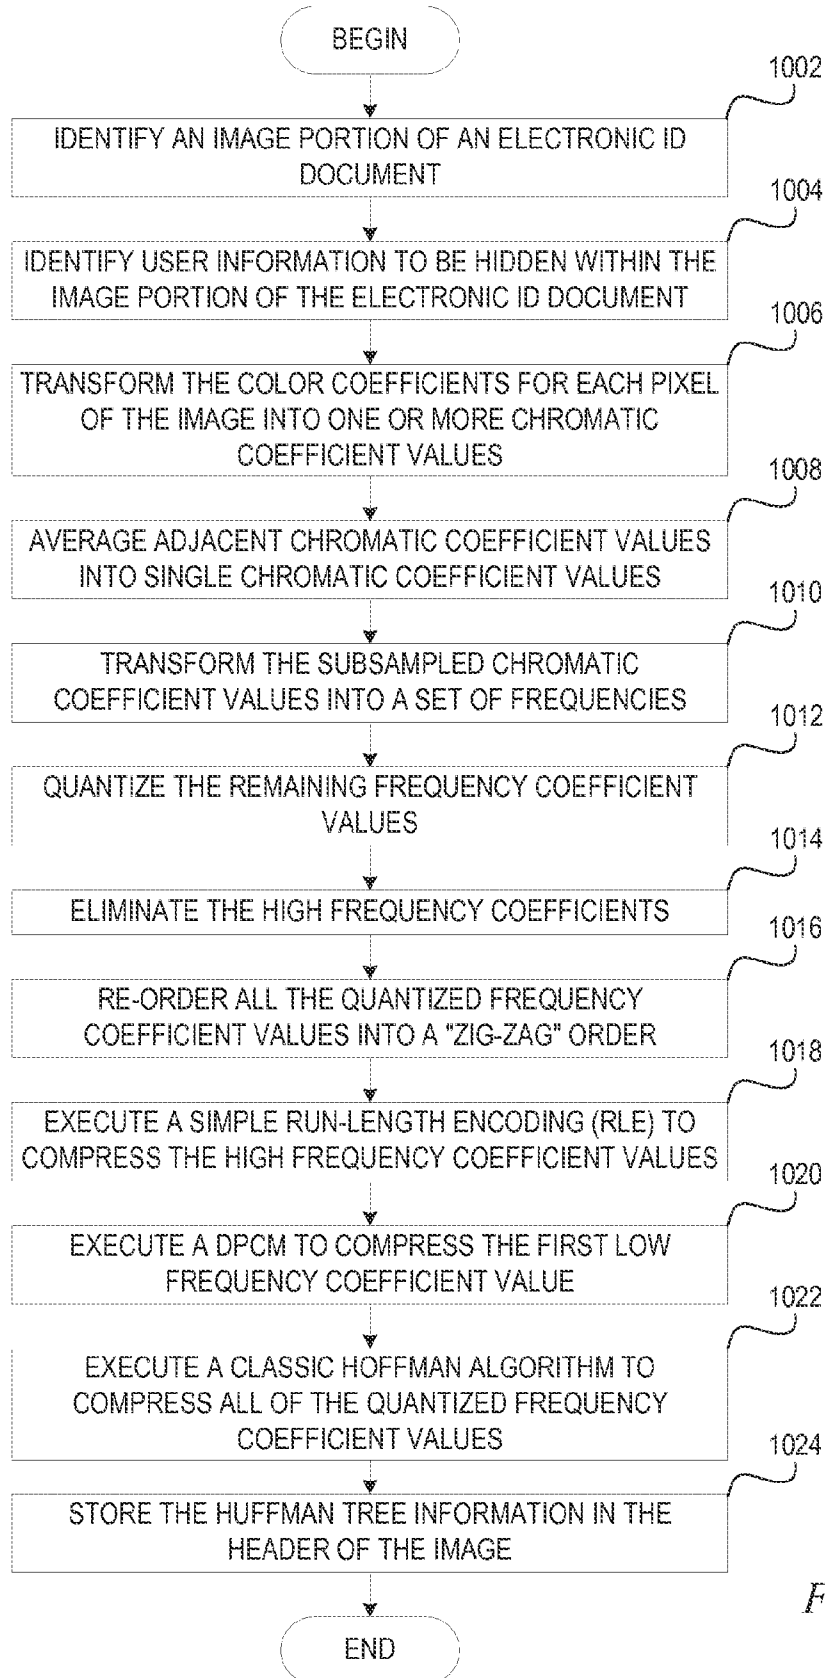 BEGIN
1002
IDENTIFY AN IMAGE PORTION OF AN ELECTRONIC ID
DOCUMENT
1004
IDENTIFY USER INFORMATION TO BE HIDDEN WITHIN THE
IMAGE PORTION OF THE ELECTRONIC ID DOCUMENT
1006
TRANSFORM THE COLOR COEFFICIENTS FOR EACH PIXEL
OF THE IMAGE INTO ONE OR MORE CHROMATIC
COEFFICIENT VALUES
1008
AVERAGE ADJACENT CHROMATIC COEFFICIENT VALUES
INTO SINGLE CHROMATIC COEFFICIENT VALUES
1010
TRANSFORM THE SUBSAMPLED CHROMATIC
COEFFICIENT VALUES INTO A SET OF FREQUENCIES
1012
QUANTIZE THE REMAINING FREQUENCY COEFFICIENT
VALUES
1014
ELIMINATE THE HIGH FREQUENCY COEFFICIENTS
1016
RE-ORDER ALL THE QUANTIZED FREQUENCY
COEFFICIENT VALUES INTO A "ZIG-ZAG" ORDER
1018
EXECUTE A SIMPLE RUN-LENGTH ENCODING (RLE) TO
COMPRESS THE HIGH FREQUENCY COEFFICIENT VALUES
1020
EXECUTE A DPCM TO COMPRESS THE FIRST LOW
FREQUENCY COEFFICIENT VALUE
1022
EXECUTE A CLASSIC HOFFMAN ALGORITHM TO
COMPRESS ALL OF THE QUANTIZED FREQUENCY
COEFFICIENT VALUES
1024
STORE THE HUFFMAN TREE INFORMATION IN THE
HEADER OF THE IMAGE
F
END